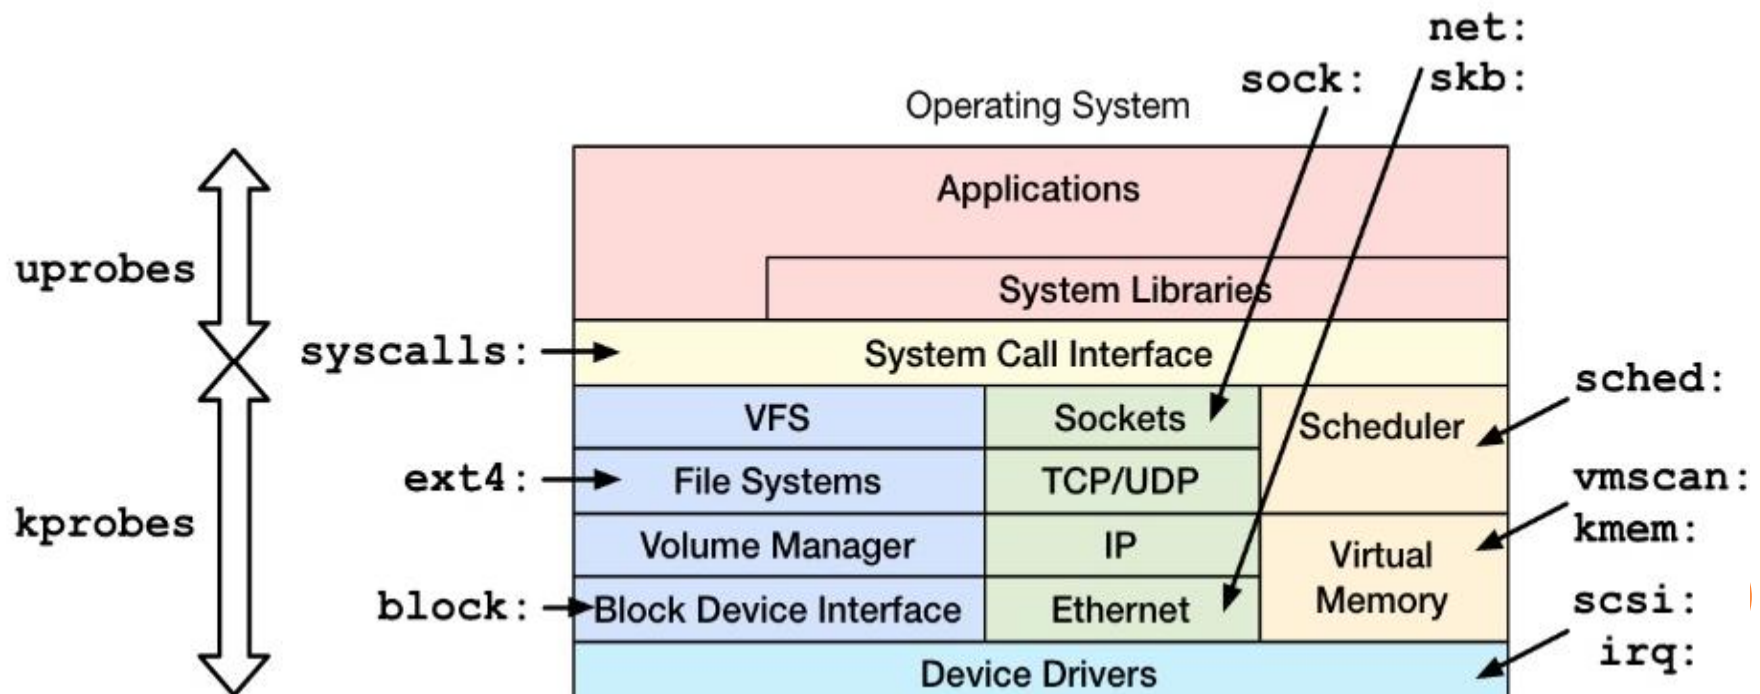 net:
sock:
skb:
Operating System
Applications
uprobes
System Libraries
syscalls:
System Call Interface
sched:
VFS
Sockets
Scheduler
ext4:
File Systems
TCP/UDP
vmscan:
kprobes
kmem:
Volume Manager
IP
Virtual
Memory
block:
Block Device Interface
Ethernet
scsi:
irq:
Device Drivers